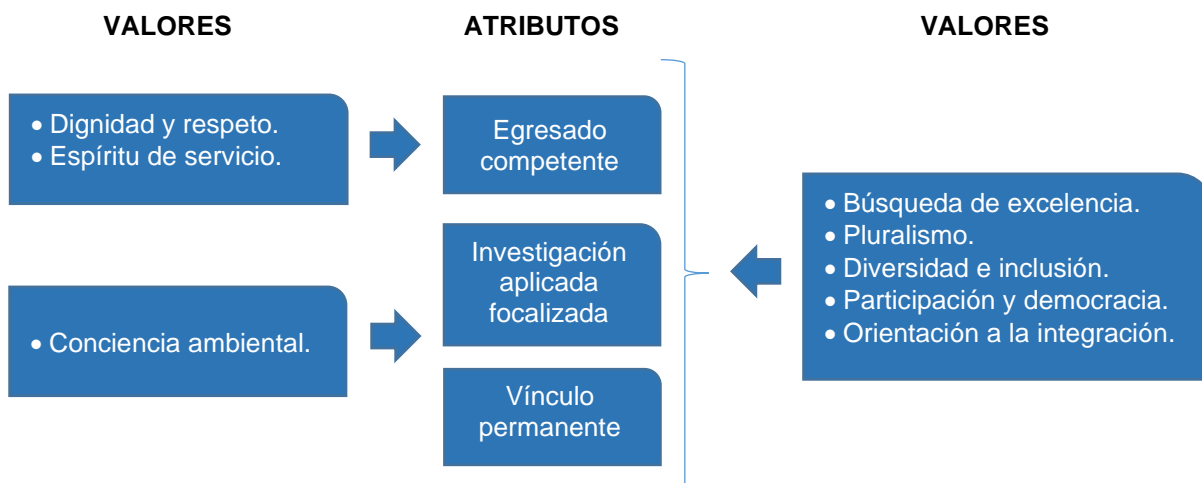 VALORES
ATRIBUTOS
VALORES
• Dignidad y respeto.
• Espíritu de servicio.
Egresado
competente
• Conciencia ambiental.
Investigación
aplicada
focalizada
Vínculo
permanente
• Búsqueda de excelencia.
• Pluralismo.
• Diversidad e inclusión.
• Participación y democracia.
• Orientación a la integración.